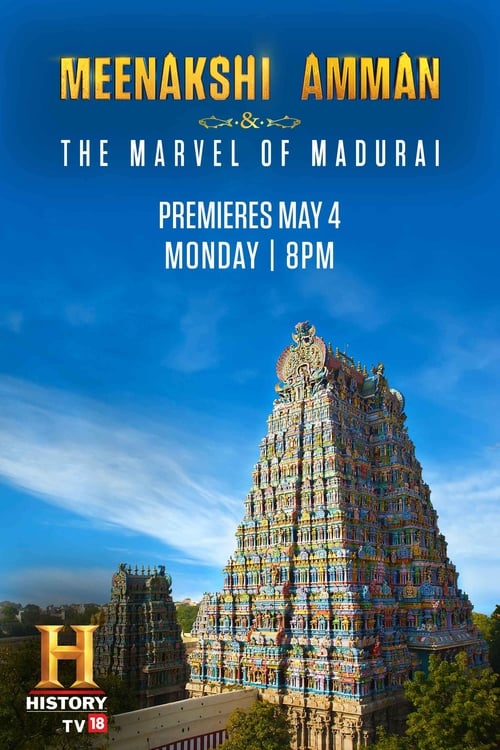 MEENAKSHI AMMAN
&
THE MARVEL OF MADURAI
PREMIERES MAY 4
MONDAY | 8PM
H
HISTORY
TV18